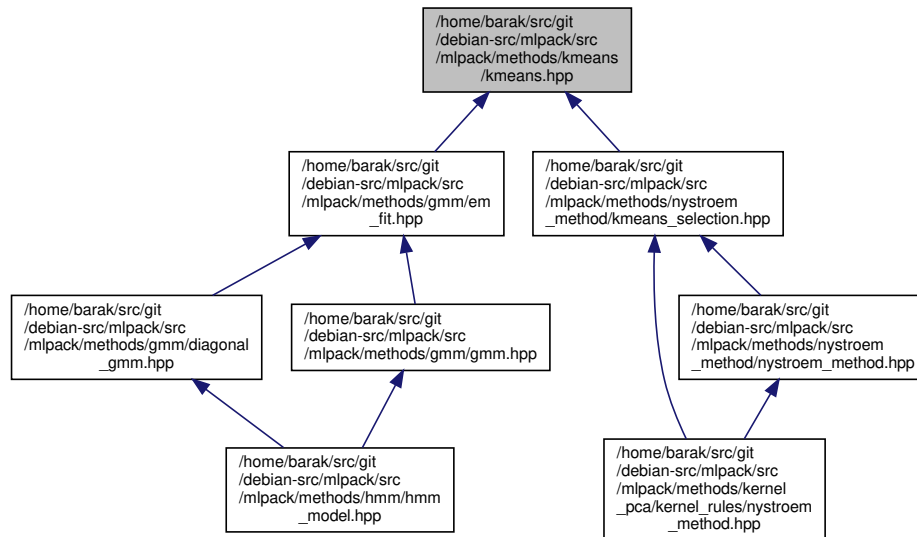 /home/barak/src/git
/debian-src/mlpack/src
/mlpack/methods/kmeans
/kmeans.hpp
/home/barak/src/git
/debian-src/mlpack/src
/mlpack/methods/gmm/em
_fit.hpp
/home/barak/src/git
/debian-src/mlpack/src
/mlpack/methods/nystroem
_method/kmeans_selection.hpp
/home/barak/src/git
/debian-src/mlpack/src
/mlpack/methods/gmm/diagonal
_gmm.hpp
/home/barak/src/git
/debian-src/mlpack/src
/mlpack/methods/gmm/gmm.hpp
/home/barak/src/git
/debian-src/mlpack/src
/mlpack/methods/nystroem
_method/nystroem_method.hpp
/home/barak/src/git
/debian-src/mlpack/src
/mlpack/methods/hmm/hmm
_model.hpp
/home/barak/src/git
/debian-src/mlpack/src
/mlpack/methods/kernel
_pca/kernel_rules/nystroem
_method.hpp